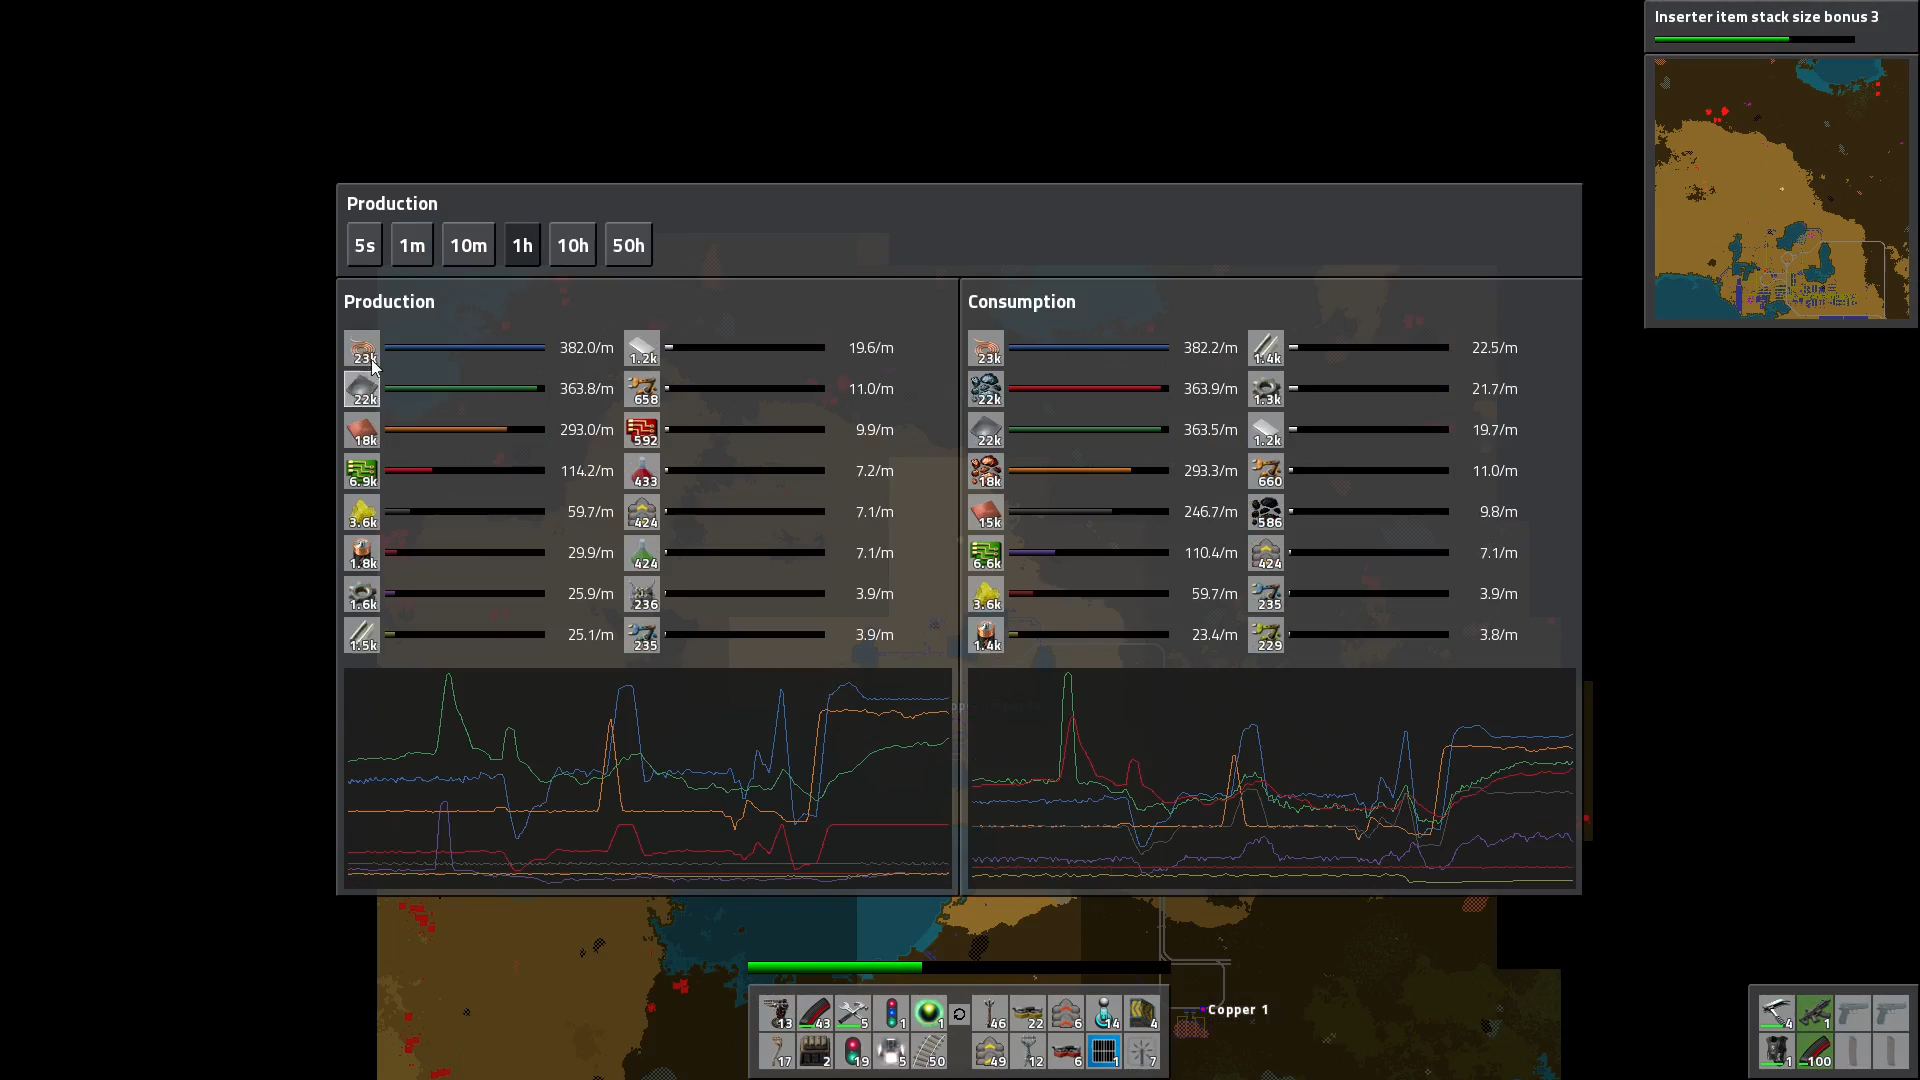 Inserter item stack size bonus 3
Production
5s 1m 10m 1h 10h 50h
Production
23k 382.0/m 1.2k 19.6/m
22k 363.8/m 658 11.0/m
18k 293.0/m 592 9.9/m
6.9k 114.2/m 433 7.2/m
3.6k 59.7/m 424 7.1/m
1.8k 29.9/m 424 7.1/m
1.6k 25.9/m 236 3.9/m
1.5k 25.1/m 235 3.9/m
Consumption
23k 382.2/m 1.4k 22.5/m
22k 363.9/m 1.3k 21.7/m
22k 363.5/m 1.2k 19.7/m
18k 293.3/m 660 11.0/m
15k 246.7/m 586 9.8/m
6.6k 110.4/m 424 7.1/m
3.6k 59.7/m 235 3.9/m
1.4k 23.4/m 229 3.8/m
Copper 1
13 43 5 1 1 46 22 6 14 4
17 2 19 5 50 49 12 6 1 7
4 1
1 100